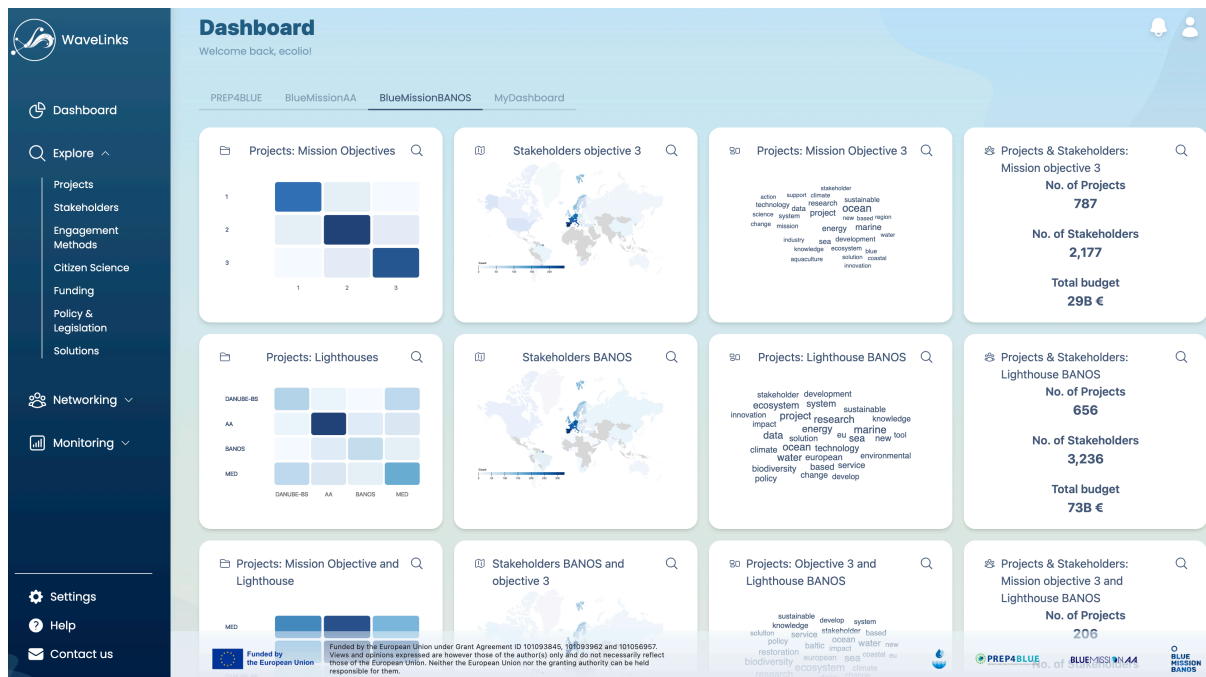 WaveLinks
Dashboard
Explore
Projects
Stakeholders
Engagement
Methods
Citizen Science
Funding
Policy &
Legislation
Solutions
Networking
Monitoring
Settings
Help
Contact us
Dashboard
Welcome back, ecolio!
PREP4BLUE BlueMissionAA BlueMissionBANOS MyDashboard
Projects: Mission Objectives
1
2
3
1 2 3
Stakeholders objective 3
Projects: Mission Objective 3
stakeholder
action support climate
technology data research sustainable
science system project ocean
new based region
change mission
energy marine
water
industry sea development
knowledge ecosystem blue
aquaculture solution coastal
innovation
Projects & Stakeholders:
Mission objective 3
No. of Projects
787
No. of Stakeholders
2,177
Total budget
29B €
Projects: Lighthouses
DANUBE-BS
AA
BANOS
MED
DANUBE-BS AA BANOS MED
Stakeholders BANOS
Projects: Lighthouse BANOS
stakeholder development
ecosystem system sustainable
innovation project research knowledge
impact energy marine
data solution eu sea new tool
climate ocean technology
water european environmental
biodiversity based service
policy change develop
Projects & Stakeholders:
Lighthouse BANOS
No. of Projects
656
No. of Stakeholders
3,236
Total budget
73B €
Projects: Mission Objective and
Lighthouse
MED
Stakeholders BANOS and
objective 3
Projects: Objective 3 and
Lighthouse BANOS
sustainable develop system
knowledge
solution service stakeholder based
policy ocean water new
restoration baltic impact
biodiversity european sea coastal eu
ecosystem climate
research
Projects & Stakeholders:
Mission objective 3 and
Lighthouse BANOS
No. of Projects
206
No. of Stakeholders
Funded by
the European Union
Funded by the European Union under Grant Agreement ID 101093845, 101093962 and 101056957.
Views and opinions expressed are however those of the author(s) only and do not necessarily reflect
those of the European Union. Neither the European Union nor the granting authority can be held
responsible for them.
PREP4BLUE
BLUEMISSION AA
BLUE
MISSION
BANOS